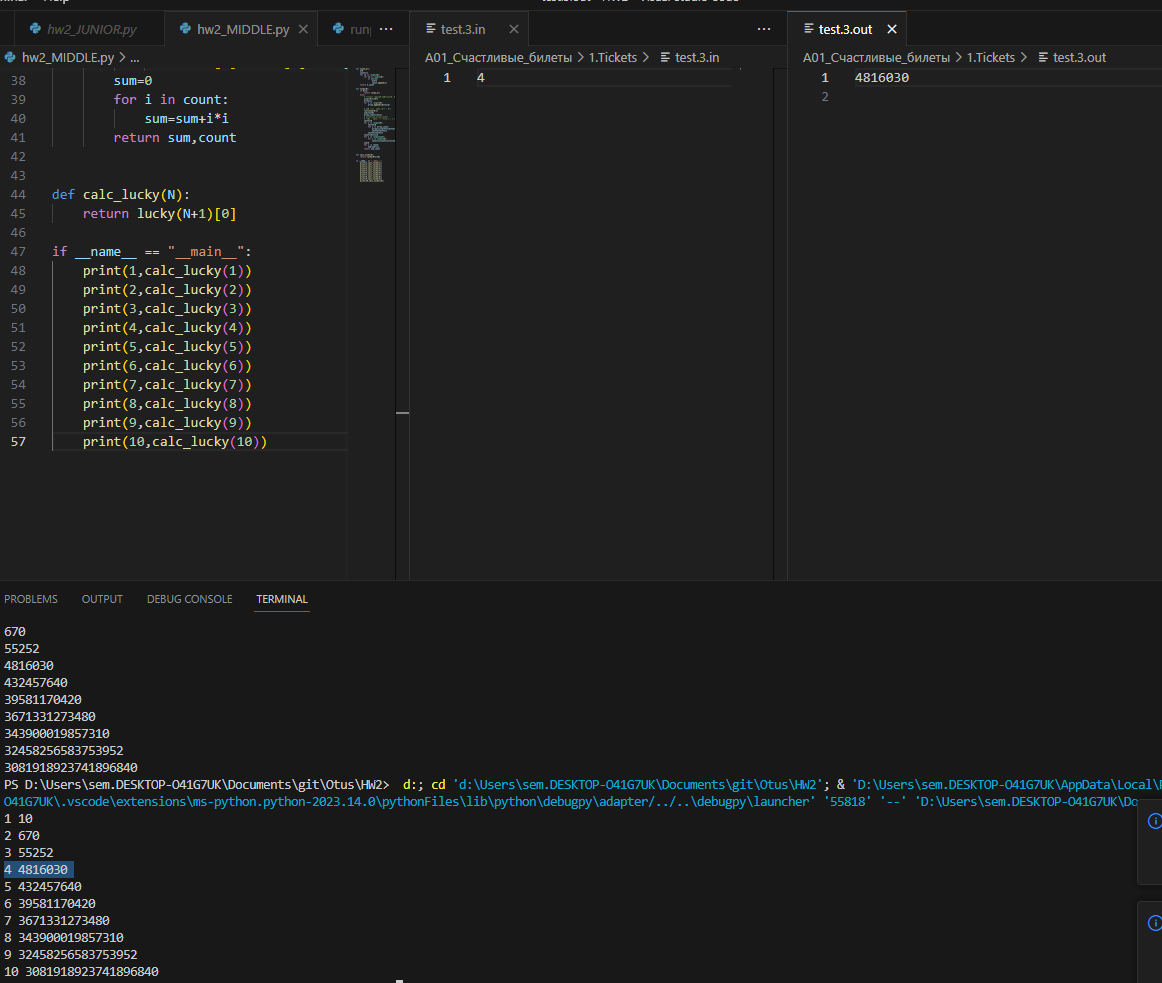 hw2_JUNIOR.py
hw2_MIDDLE.py
run
test.3.in
test.3.out
hw2_MIDDLE.py > ...
A01_Счастливые_билеты > 1.Tickets > test.3.in
A01_Счастливые_билеты > 1.Tickets > test.3.out
38 sum=0
39 for i in count:
40 sum=sum+i*i
41 return sum,count
42
43
44 def calc_lucky(N):
45 return lucky(N+1)[0]
46
47 if __name__ == "__main__":
48 print(1,calc_lucky(1))
49 print(2,calc_lucky(2))
50 print(3,calc_lucky(3))
51 print(4,calc_lucky(4))
52 print(5,calc_lucky(5))
53 print(6,calc_lucky(6))
54 print(7,calc_lucky(7))
55 print(8,calc_lucky(8))
56 print(9,calc_lucky(9))
57 print(10,calc_lucky(10))
1 4
1 4816030
2
PROBLEMS OUTPUT DEBUG CONSOLE TERMINAL
670
55252
4816030
432457640
39581170420
3671331273480
343900019857310
32458256583753952
3081918923741896840
PS D:\Users\sem.DESKTOP-O41G7UK\Documents\git\Otus\HW2> d:; cd 'd:\Users\sem.DESKTOP-O41G7UK\Documents\git\Otus\HW2'; & 'D:\Users\sem.DESKTOP-O41G7UK\AppData\Local\
O41G7UK\.vscode\extensions\ms-python.python-2023.14.0\pythonFiles\lib\python\debugpy\adapter/../..\debugpy\launcher' '55818' '--' 'D:\Users\sem.DESKTOP-O41G7UK\Do
1 10
2 670
3 55252
4 4816030
5 432457640
6 39581170420
7 3671331273480
8 343900019857310
9 32458256583753952
10 3081918923741896840